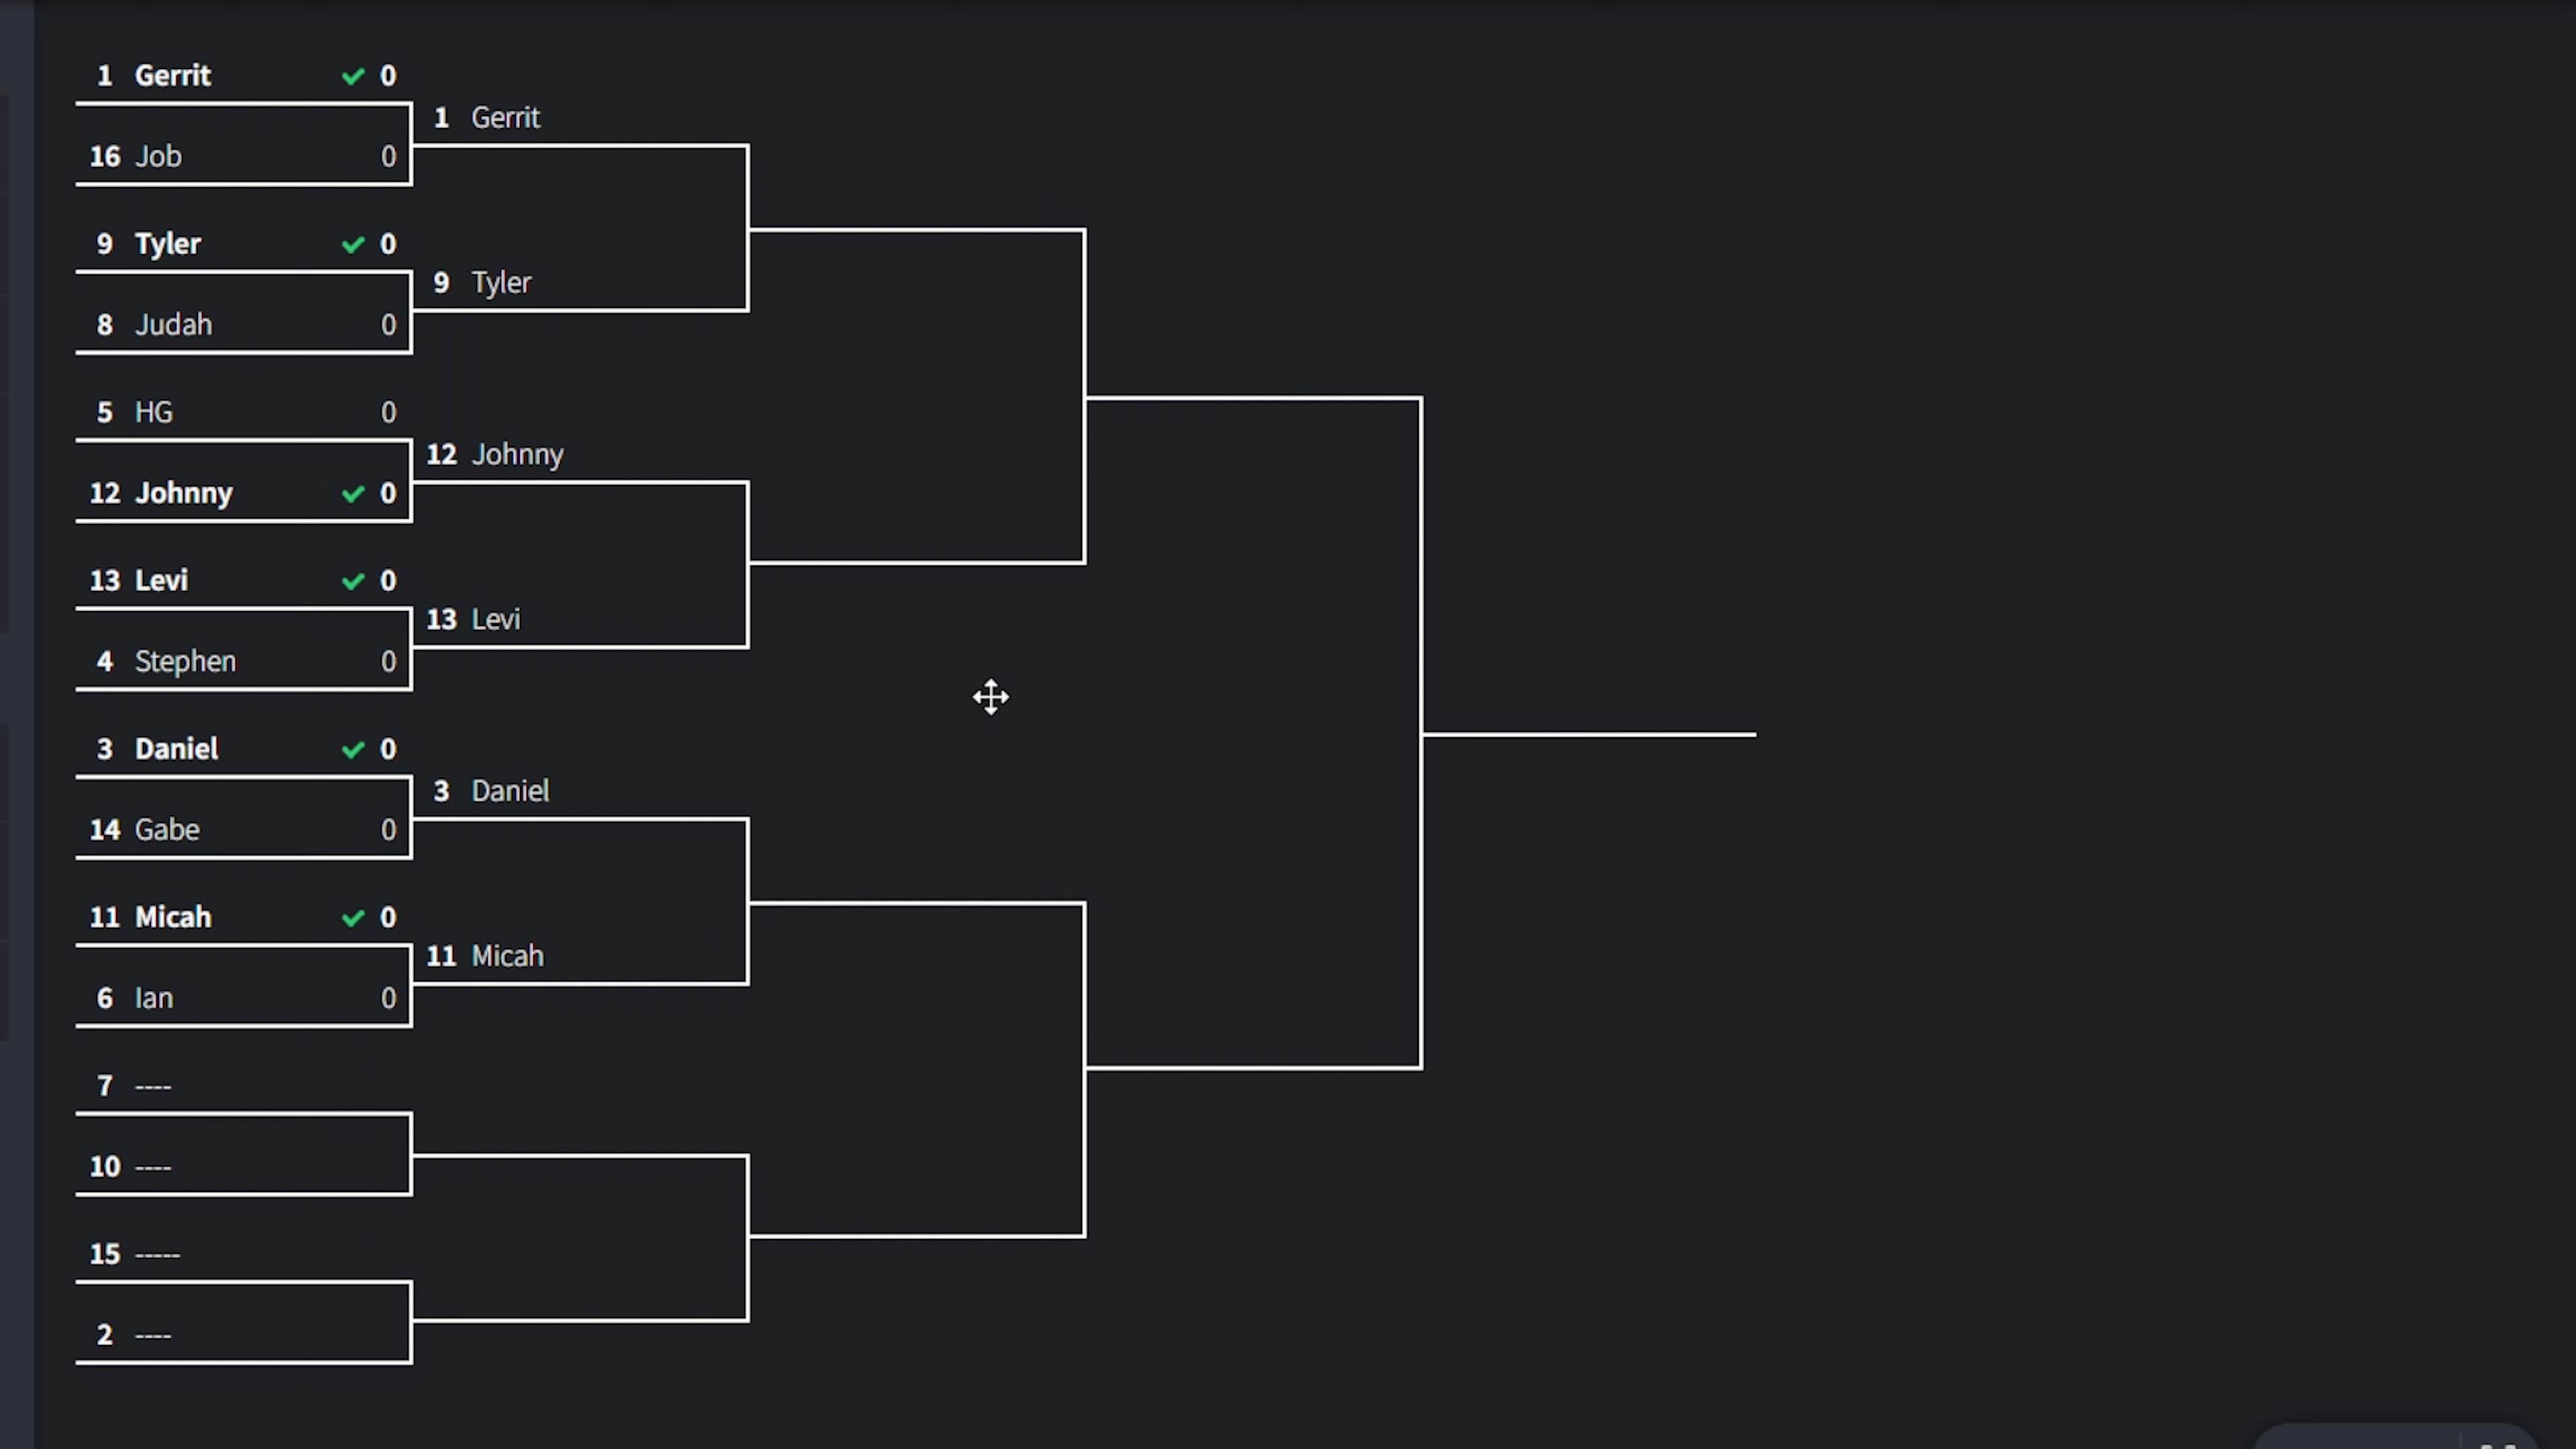 1 Gerrit ✓ 0
16 Job 0
9 Tyler ✓ 0
8 Judah 0
5 HG 0
12 Johnny ✓ 0
13 Levi ✓ 0
4 Stephen 0
3 Daniel ✓ 0
14 Gabe 0
11 Micah ✓ 0
6 Ian 0
7 ----
10 ----
15 -----
2 ----
1 Gerrit
9 Tyler
12 Johnny
13 Levi
3 Daniel
11 Micah